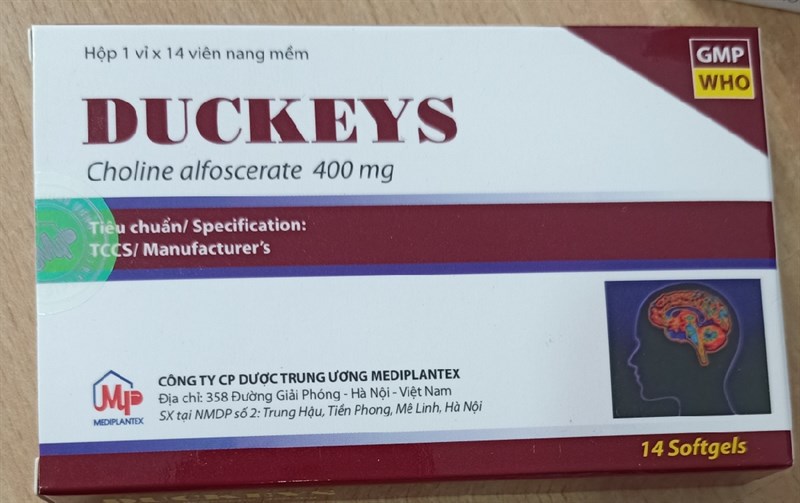 Hộp 1 vỉ x 14 viên nang mềm
GMP
WHO
DUCKEYS
Choline alfoscerate 400 mg
Tiêu chuẩn/ Specification:
TCCS/ Manufacturer's
MP
MEDIPLANTEX
CÔNG TY CP DƯỢC TRUNG ƯƠNG MEDIPLANTEX
Địa chỉ: 358 Đường Giải Phóng - Hà Nội - Việt Nam
SX tại NMDP số 2: Trung Hậu, Tiền Phong, Mê Linh, Hà Nội
14 Softgels
DUCKEYS